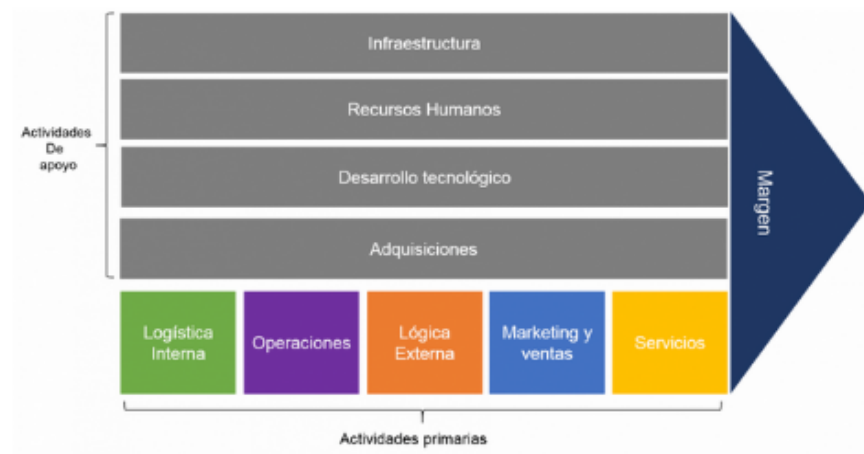 Infraestructura
Recursos Humanos
Actividades
De
apoyo
Desarrollo tecnológico
Adquisiciones
Margen
Logística
Interna
Operaciones
Lógica
Externa
Marketing y
ventas
Servicios
Actividades primarias